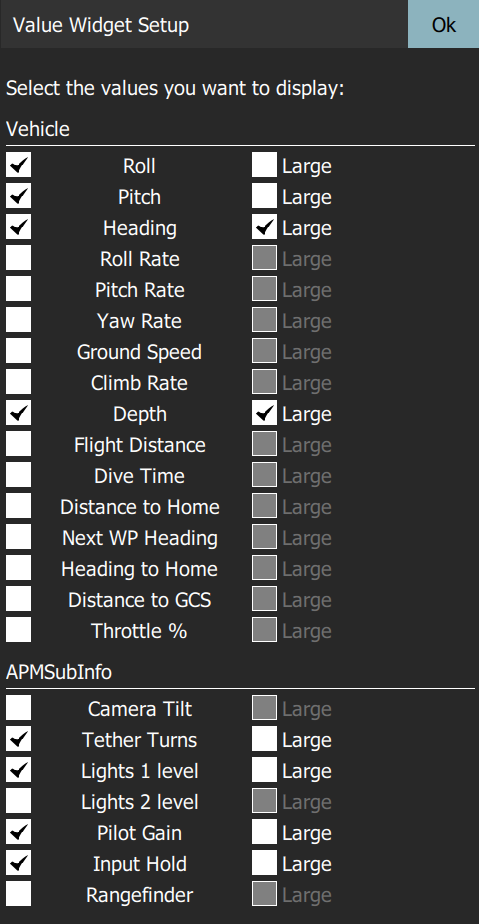 Value Widget Setup Ok
Select the values you want to display:
Vehicle
Roll Large
Pitch Large
Heading Large
Roll Rate Large
Pitch Rate Large
Yaw Rate Large
Ground Speed Large
Climb Rate Large
Depth Large
Flight Distance Large
Dive Time Large
Distance to Home Large
Next WP Heading Large
Heading to Home Large
Distance to GCS Large
Throttle % Large
APMSubInfo
Camera Tilt Large
Tether Turns Large
Lights 1 level Large
Lights 2 level Large
Pilot Gain Large
Input Hold Large
Rangefinder Large